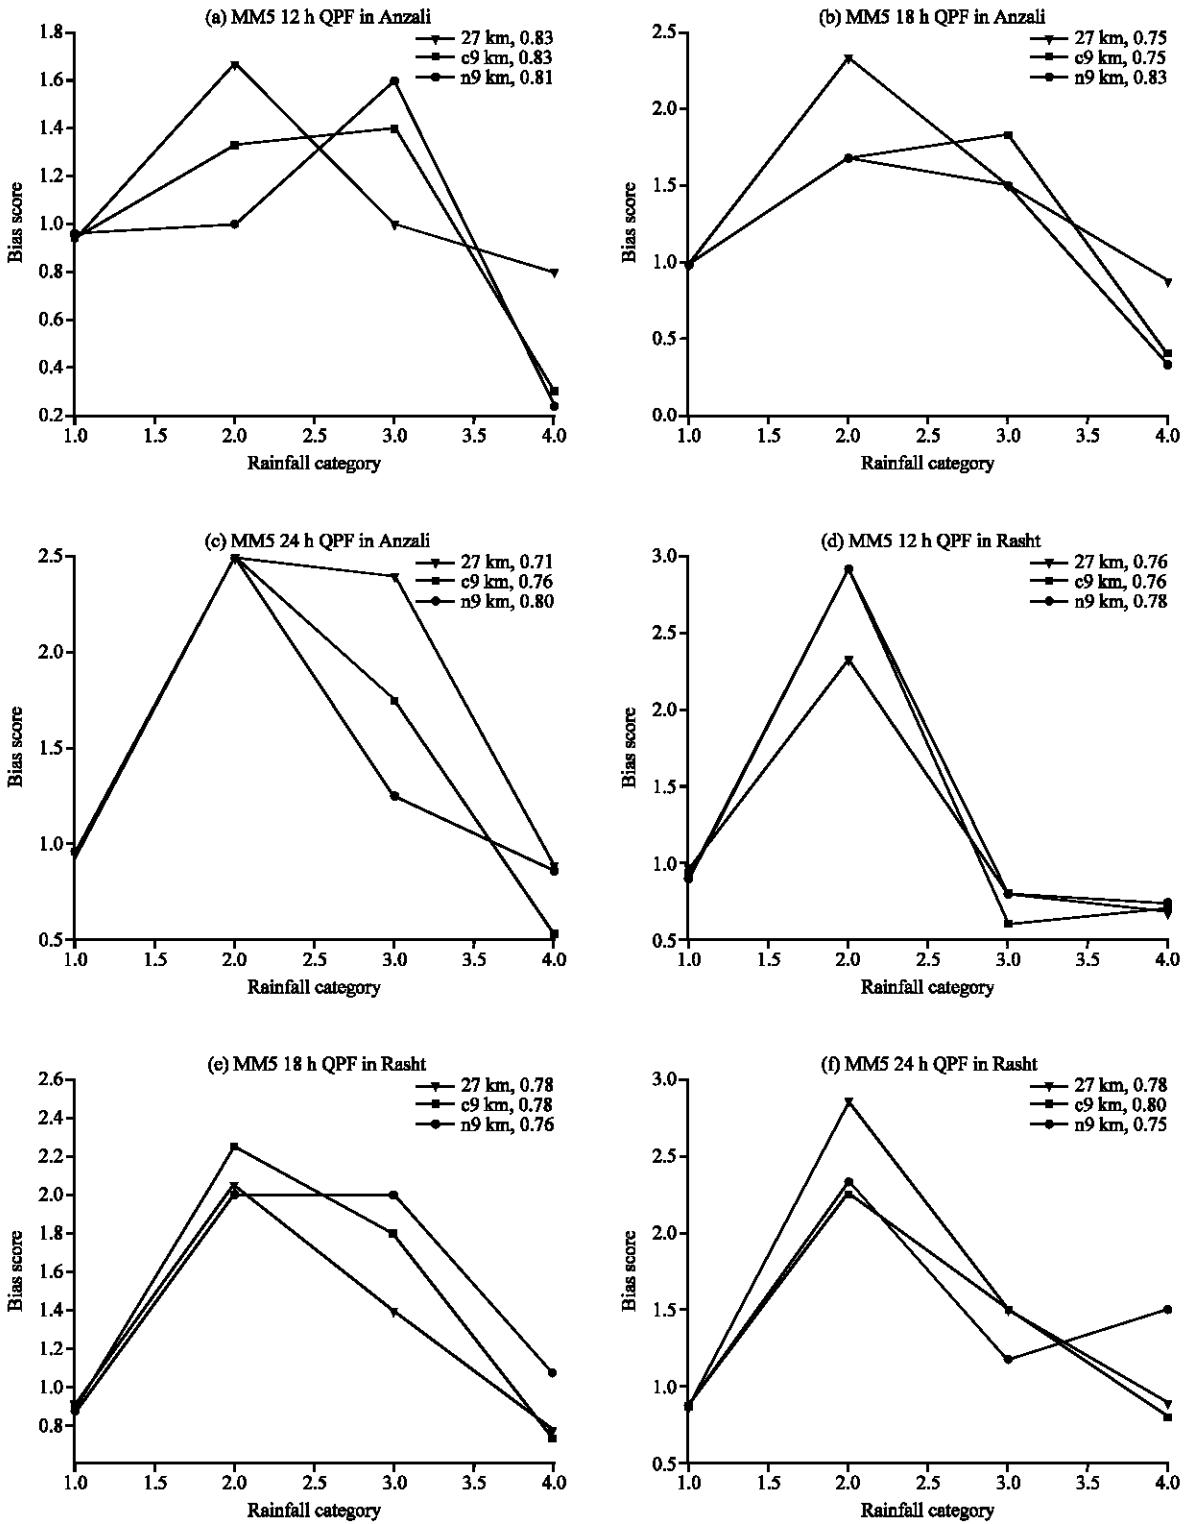 (a) MM5 12 h QPF in Anzali
27 km, 0.83
c9 km, 0.83
n9 km, 0.81
1.8
1.6
1.4
1.2
1.0
0.8
0.6
0.4
0.2
Bias score
1.0 1.5 2.0 2.5 3.0 3.5 4.0
Rainfall category
(b) MM5 18 h QPF in Anzali
27 km, 0.75
c9 km, 0.75
n9 km, 0.83
2.5
2.0
1.5
1.0
0.5
0.0
Bias score
1.0 1.5 2.0 2.5 3.0 3.5 4.0
Rainfall category
(c) MM5 24 h QPF in Anzali
27 km, 0.71
c9 km, 0.76
n9 km, 0.80
2.5
2.0
1.5
1.0
0.5
Bias score
1.0 1.5 2.0 2.5 3.0 3.5 4.0
Rainfall category
(d) MM5 12 h QPF in Rasht
27 km, 0.76
c9 km, 0.76
n9 km, 0.78
3.0
2.5
2.0
1.5
1.0
0.5
Bias score
1.0 1.5 2.0 2.5 3.0 3.5 4.0
Rainfall category
(e) MM5 18 h QPF in Rasht
27 km, 0.78
c9 km, 0.78
n9 km, 0.76
2.6
2.4
2.2
2.0
1.8
1.6
1.4
1.2
1.0
0.8
Bias score
1.0 1.5 2.0 2.5 3.0 3.5 4.0
Rainfall category
(f) MM5 24 h QPF in Rasht
27 km, 0.78
c9 km, 0.80
n9 km, 0.75
3.0
2.5
2.0
1.5
1.0
0.5
Bias score
1.0 1.5 2.0 2.5 3.0 3.5 4.0
Rainfall category